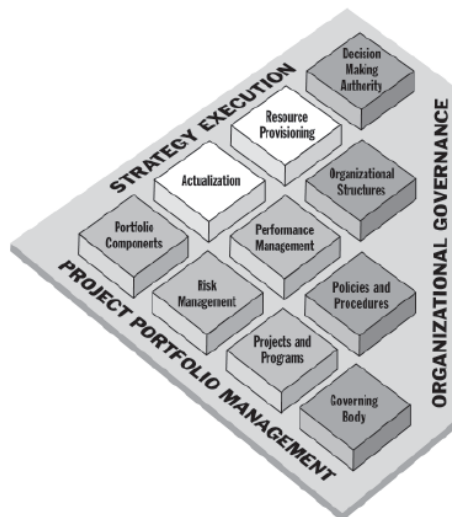 Decision
Making
Authority
STRATEGY EXECUTION
Resource
Provisioning
ORGANIZATIONAL GOVERNANCE
Actualization
Organizational
Structures
Portfolio
Components
Performance
Management
Risk
Management
Policies and
Procedures
PROJECT PORTFOLIO MANAGEMENT
Projects and
Programs
Governing
Body